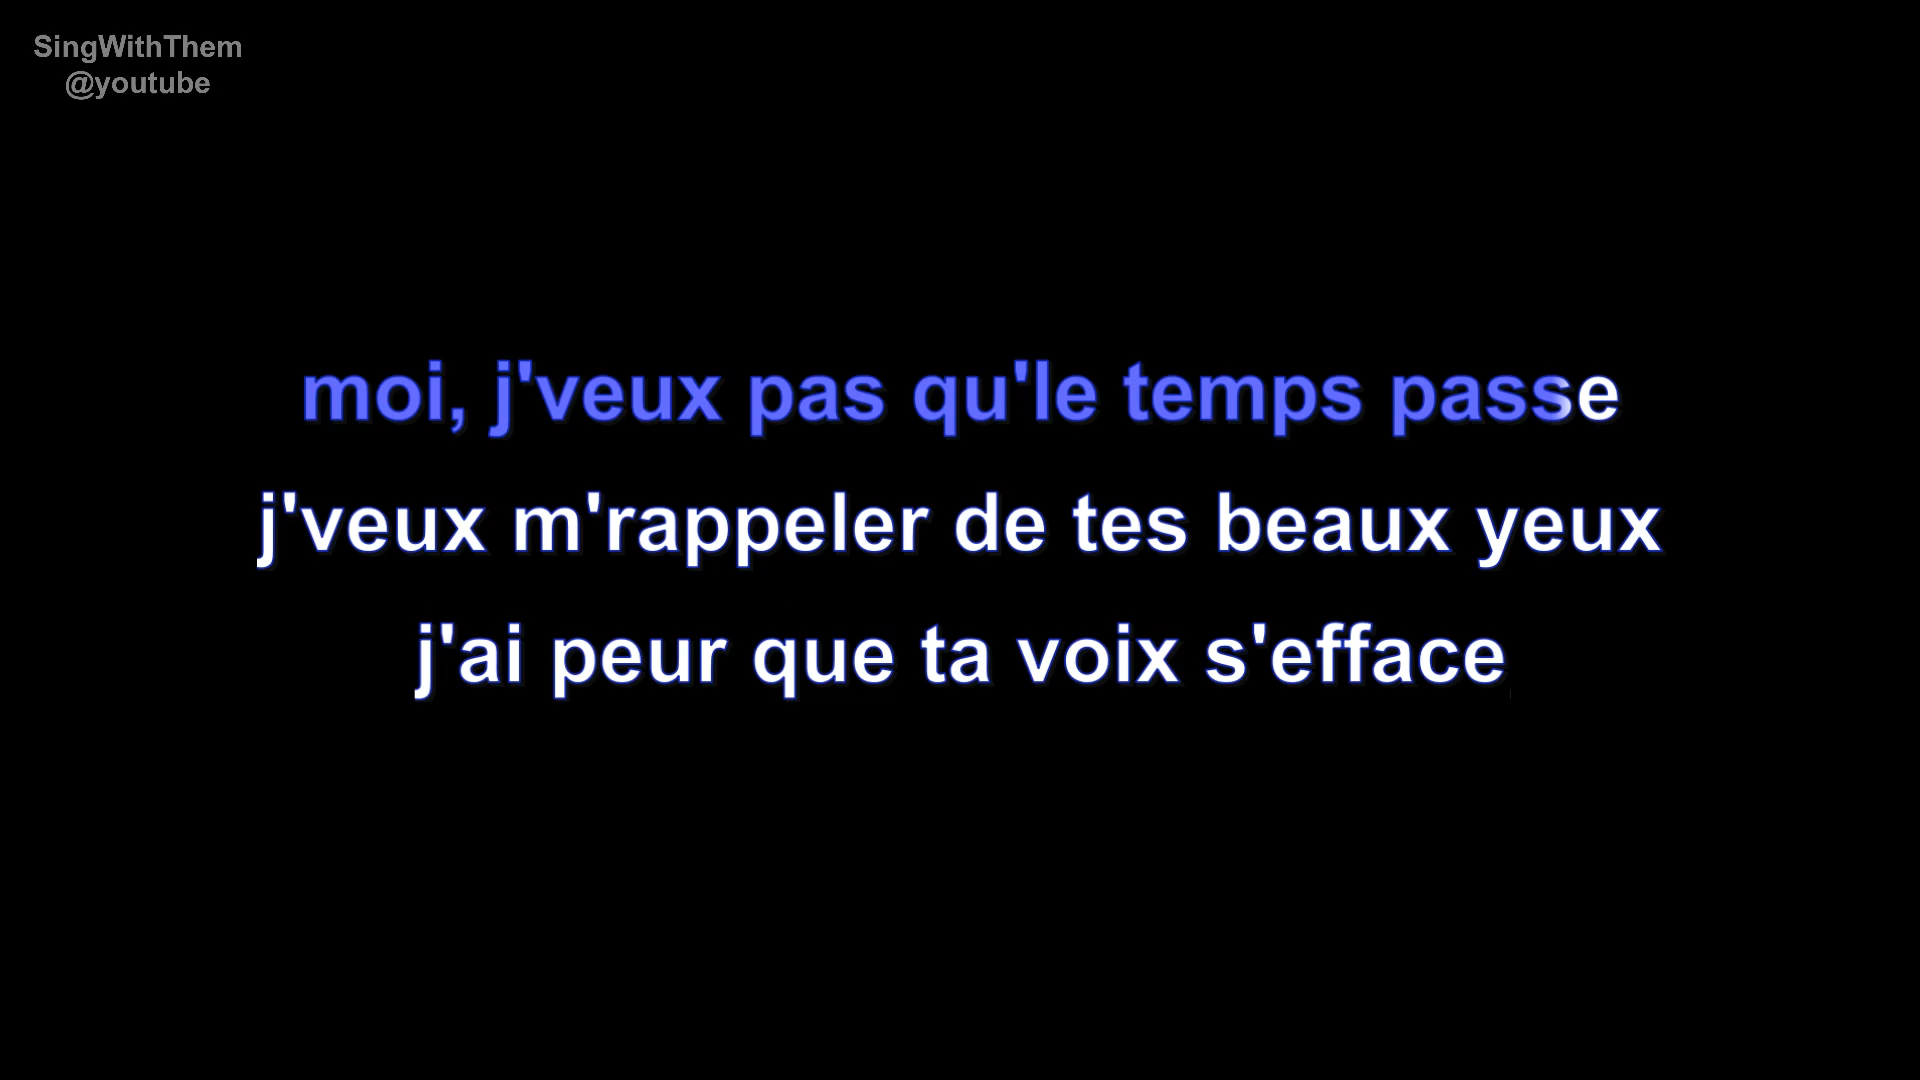 SingWithThem
@youtube
moi, j'veux pas qu'le temps passe
j'veux m'rappeler de tes beaux yeux
j'ai peur que ta voix s'efface